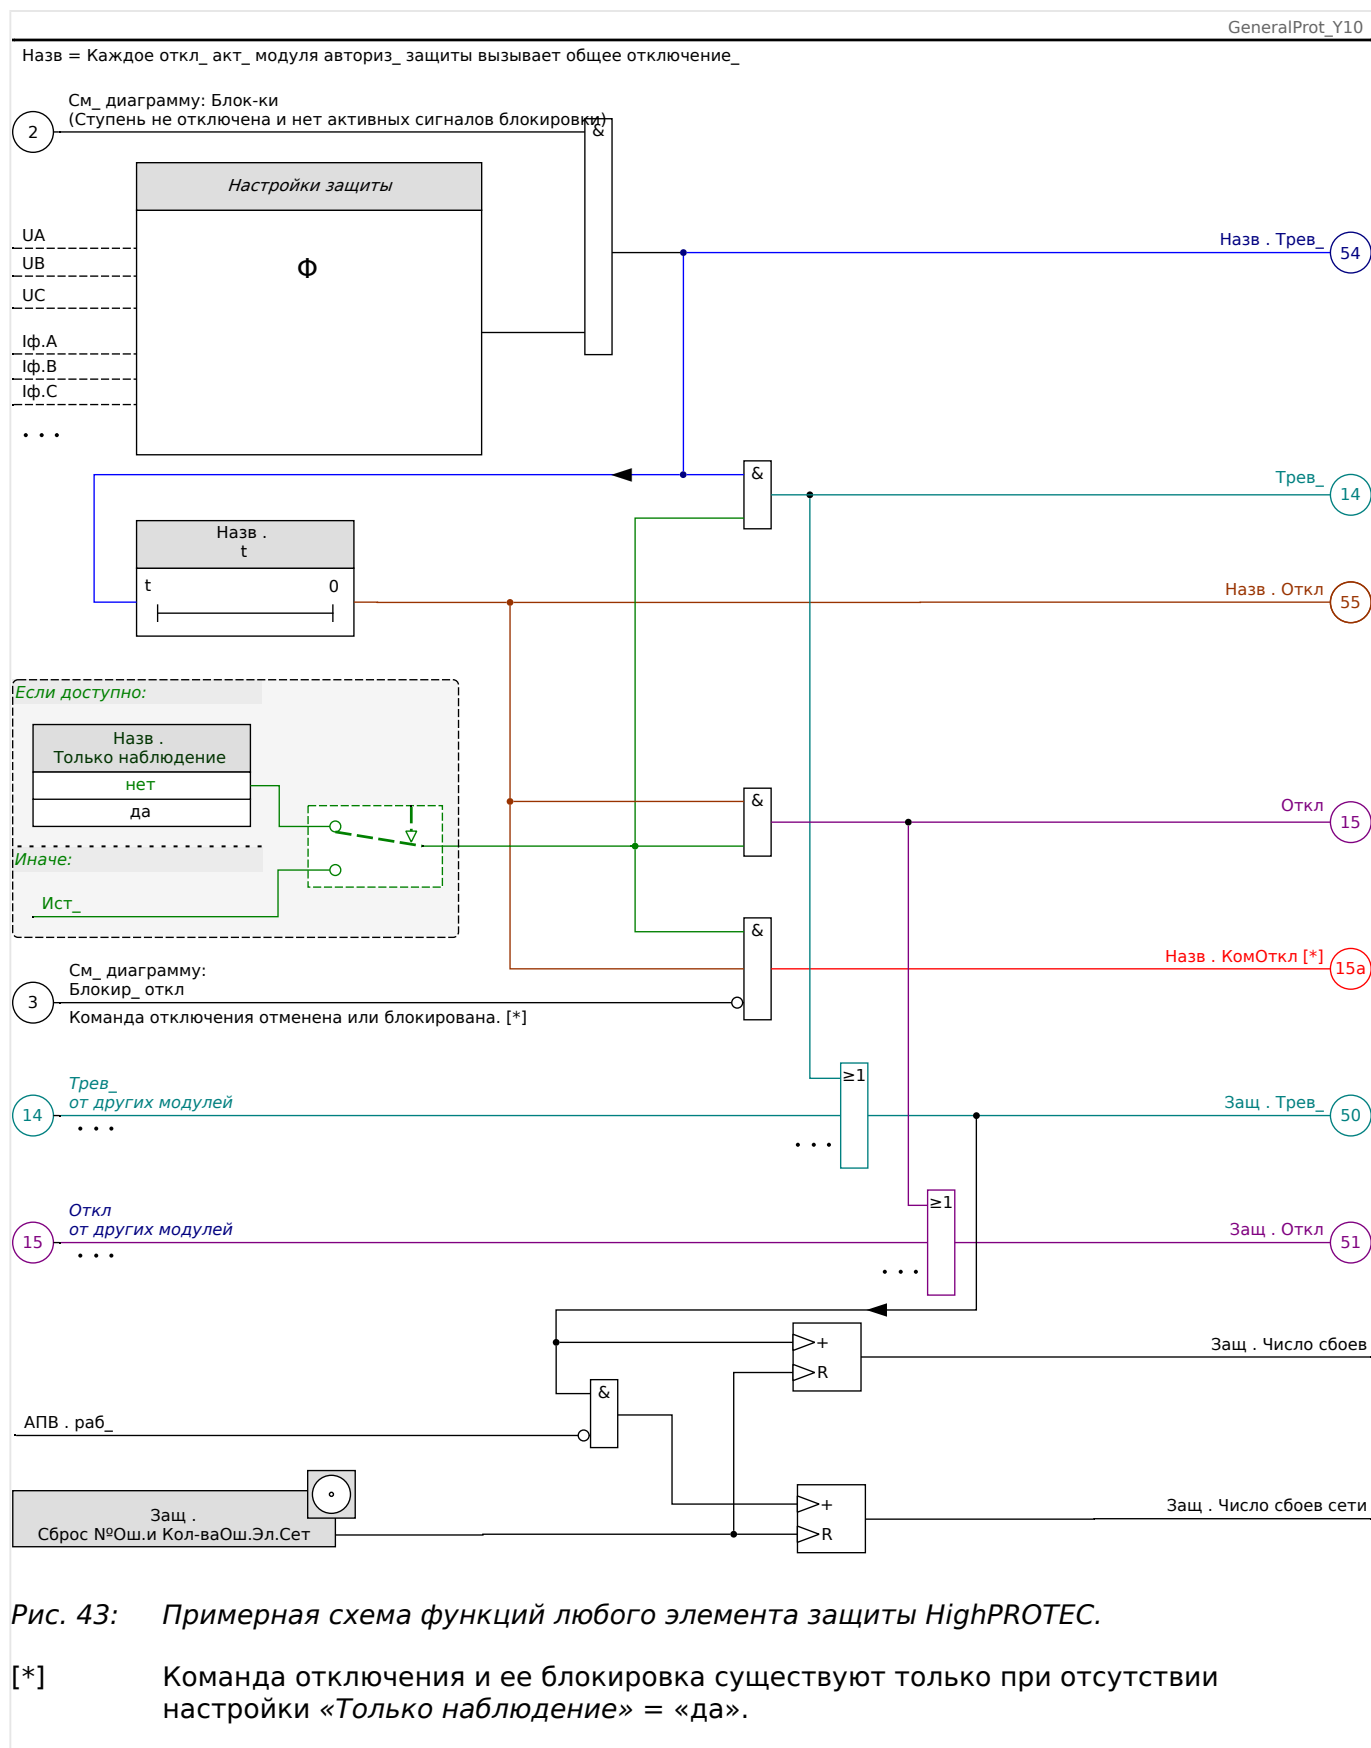 GeneralProt_Y10
Назв = Каждое откл_ акт_ модуля авториз_ защиты вызывает общее отключение_
См_ диаграмму: Блок-ки
(Ступень не отключена и нет активных сигналов блокировки)
2
&
Настройки защиты
Φ
UA
UB
UC
Iф.A
Iф.B
Iф.C
• • •
Назв . Трев_
54
&
Трев_
14
Назв .
t
t 0
Назв . Откл
55
Если доступно:
Назв .
Только наблюдение
нет
да
Иначе:
Ист_
&
Откл
15
&
Назв . КомОткл [*]
15a
См_ диаграмму:
Блокир_ откл
3
Команда отключения отменена или блокирована. [*]
Трев_
от других модулей
14
• • •
≥1
• • •
Защ . Трев_
50
Откл
от других модулей
15
• • •
≥1
• • •
Защ . Откл
51
+
R
Защ . Число сбоев
&
АПВ . раб_
Защ .
Сброс №Ош.и Кол-ваОш.Эл.Сет
+
R
Защ . Число сбоев сети
Рис. 43: Примерная схема функций любого элемента защиты HighPROTEC.
[*] Команда отключения и ее блокировка существуют только при отсутствии
настройки «Только наблюдение» = «да».